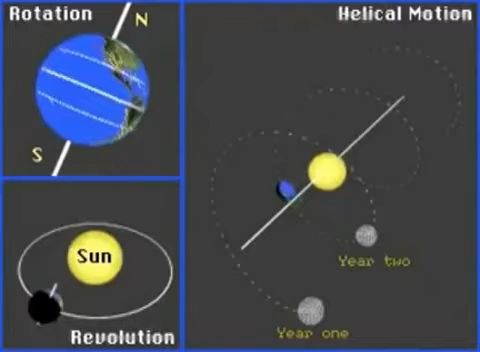 Rotation
N
S
Sun
Revolution
Helical Motion
Year two
Year one